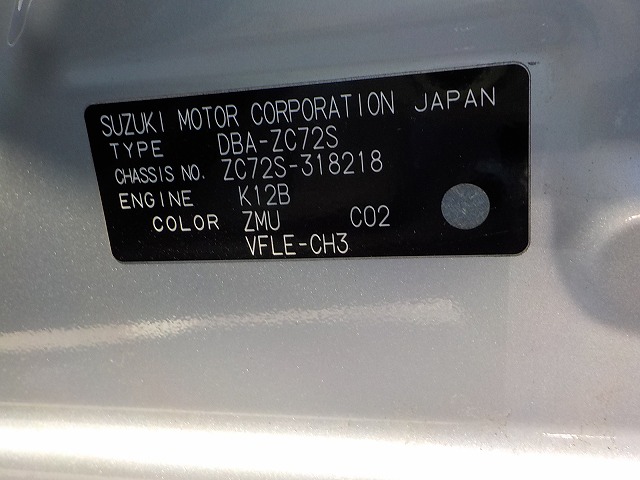 SUZUKI MOTOR CORPORATION JAPAN
TYPE DBA-ZC72S
CHASSIS NO. ZC72S-318218
ENGINE K12B
COLOR ZMU C02
VFLE-CH3